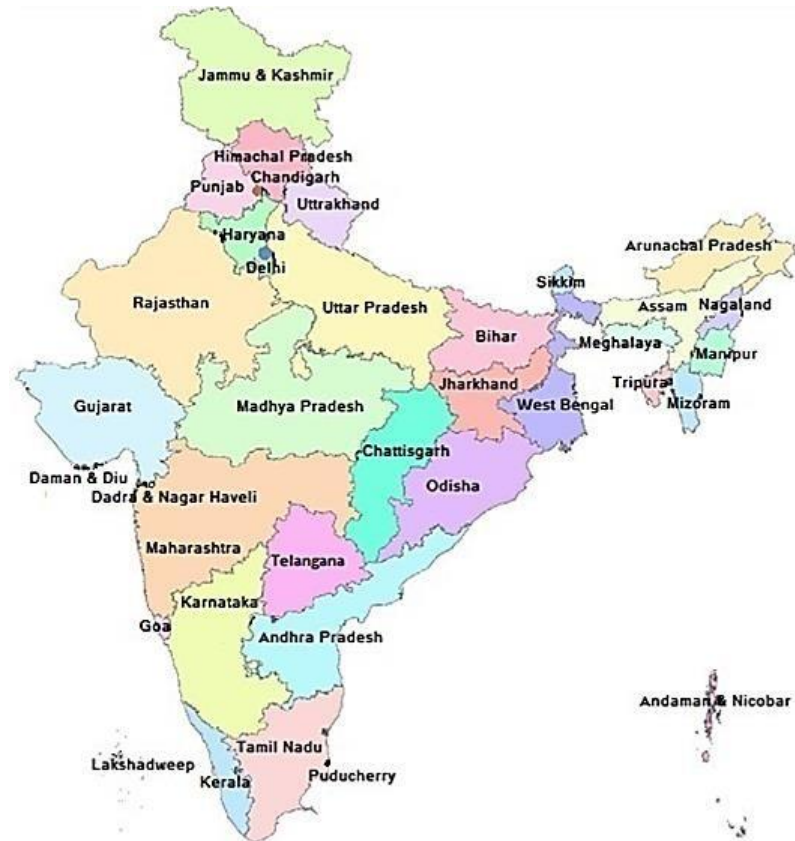 Jammu & Kashmir
Himachal Pradesh
Chandigarh
Punjab
Uttrakhand
Haryana
Delhi
Arunachal Pradesh
Sikkim
Rajasthan
Uttar Pradesh
Assam
Nagaland
Bihar
Meghalaya
Manipur
Jharkhand
Tripura
Gujarat
Madhya Pradesh
West Bengal
Mizoram
Chattisgarh
Daman & Diu
Odisha
Dadra & Nagar Haveli
Maharashtra
Telangana
Karnataka
Goa
Andhra Pradesh
Andaman & Nicobar
Tamil Nadu
Lakshadweep
Kerala
Puducherry